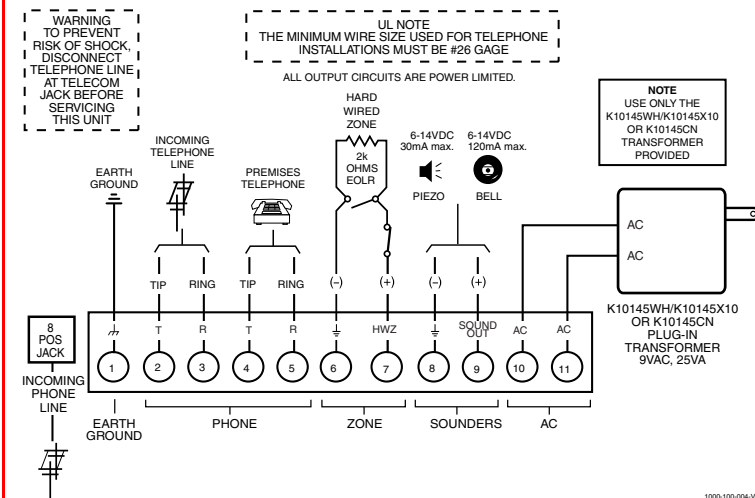 WARNING
TO PREVENT
RISK OF SHOCK,
DISCONNECT
TELEPHONE LINE
AT TELECOM
JACK BEFORE
SERVICING
THIS UNIT
UL NOTE
THE MINIMUM WIRE SIZE USED FOR TELEPHONE
INSTALLATIONS MUST BE #26 GAGE
ALL OUTPUT CIRCUITS ARE POWER LIMITED.
NOTE
USE ONLY THE
K10145WH/K10145X10
OR K10145CN
TRANSFORMER
PROVIDED
EARTH
GROUND
INCOMING
TELEPHONE
LINE
PREMISES
TELEPHONE
HARD
WIRED
ZONE
2k
OHMS
EOLR
6-14VDC
30mA max.
PIEZO
6-14VDC
120mA max.
BELL
AC
AC
K10145WH/K10145X10
OR K10145CN
PLUG-IN
TRANSFORMER
9VAC, 25VA
TIP RING TIP RING (-) (+) (-) (+)
T R T R HWZ SOUND OUT AC AC
1 2 3 4 5 6 7 8 9 10 11
8
POS
JACK
INCOMING
PHONE
LINE
EARTH
GROUND
PHONE
ZONE
SOUNDERS
AC